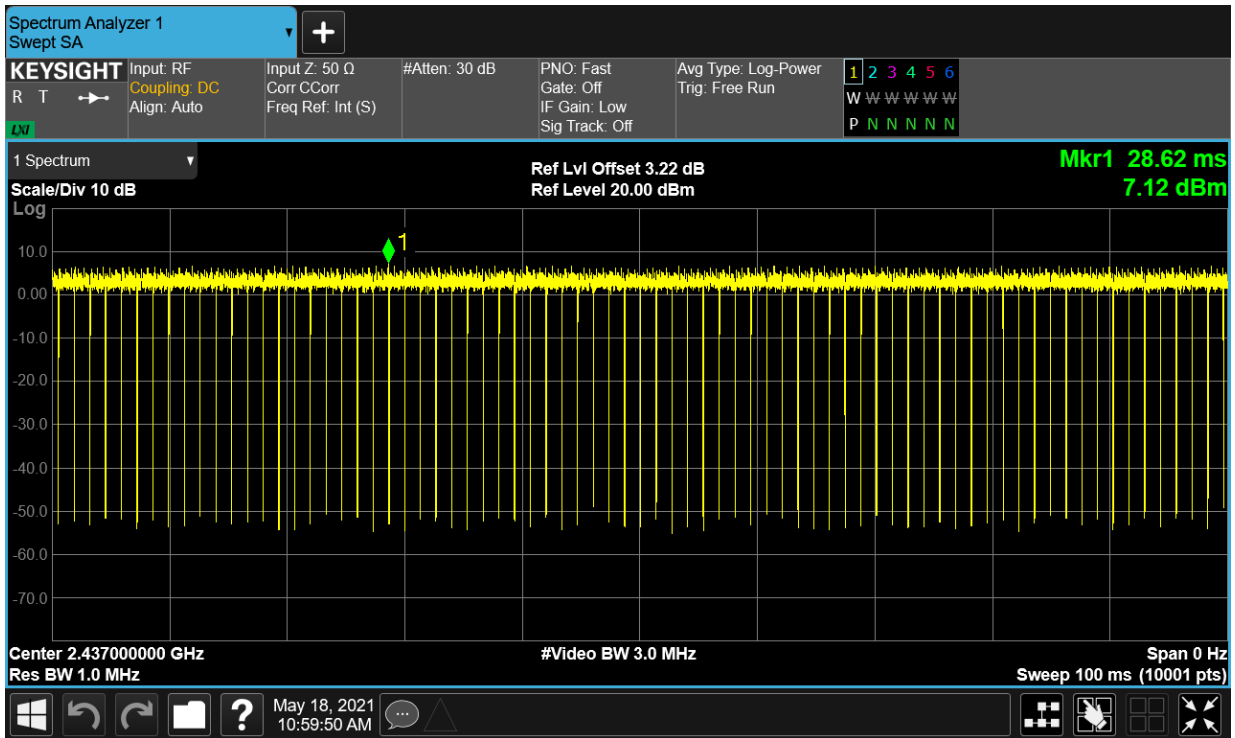 Spectrum Analyzer 1
Swept SA
KEYSIGHT
R T
LXI
Input: RF
Coupling: DC
Align: Auto
Input Z: 50 Ω
Corr CCorr
Freq Ref: Int (S)
#Atten: 30 dB
PNO: Fast
Gate: Off
IF Gain: Low
Sig Track: Off
Avg Type: Log-Power
Trig: Free Run
1 2 3 4 5 6
W W W W W W
P N N N N N
1 Spectrum
Scale/Div 10 dB
Log
Ref Lvl Offset 3.22 dB
Ref Level 20.00 dBm
Mkr1 28.62 ms
7.12 dBm
1
10.0
0.00
-10.0
-20.0
-30.0
-40.0
-50.0
-60.0
-70.0
Center 2.437000000 GHz
Res BW 1.0 MHz
#Video BW 3.0 MHz
Span 0 Hz
Sweep 100 ms (10001 pts)
?
May 18, 2021
10:59:50 AM